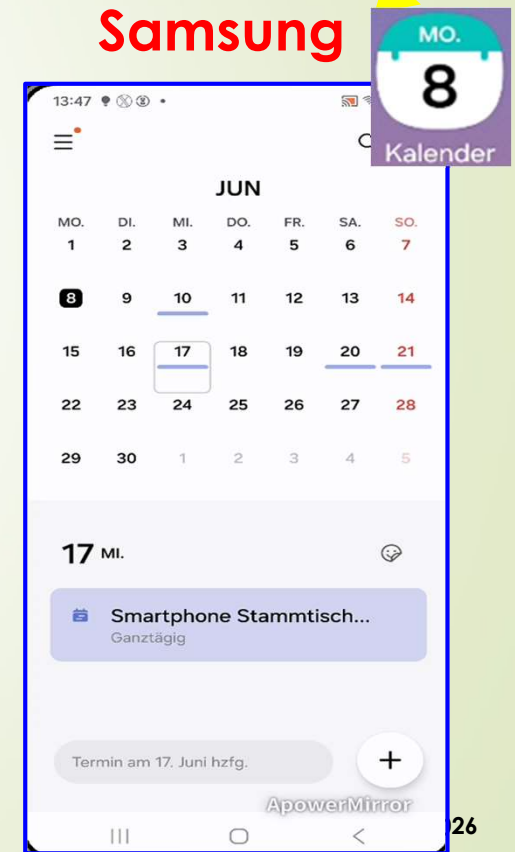 Samsung
MO.
8
Kalender
13:47
JUN
MO. DI. MI. DO. FR. SA. SO.
1 2 3 4 5 6 7
8 9 10 11 12 13 14
15 16 17 18 19 20 21
22 23 24 25 26 27 28
29 30 1 2 3 4 5
17 MI.
Smartphone Stammtisch...
Ganztägig
Termin am 17. Juni hzfg.
+
ApowerMirror
26